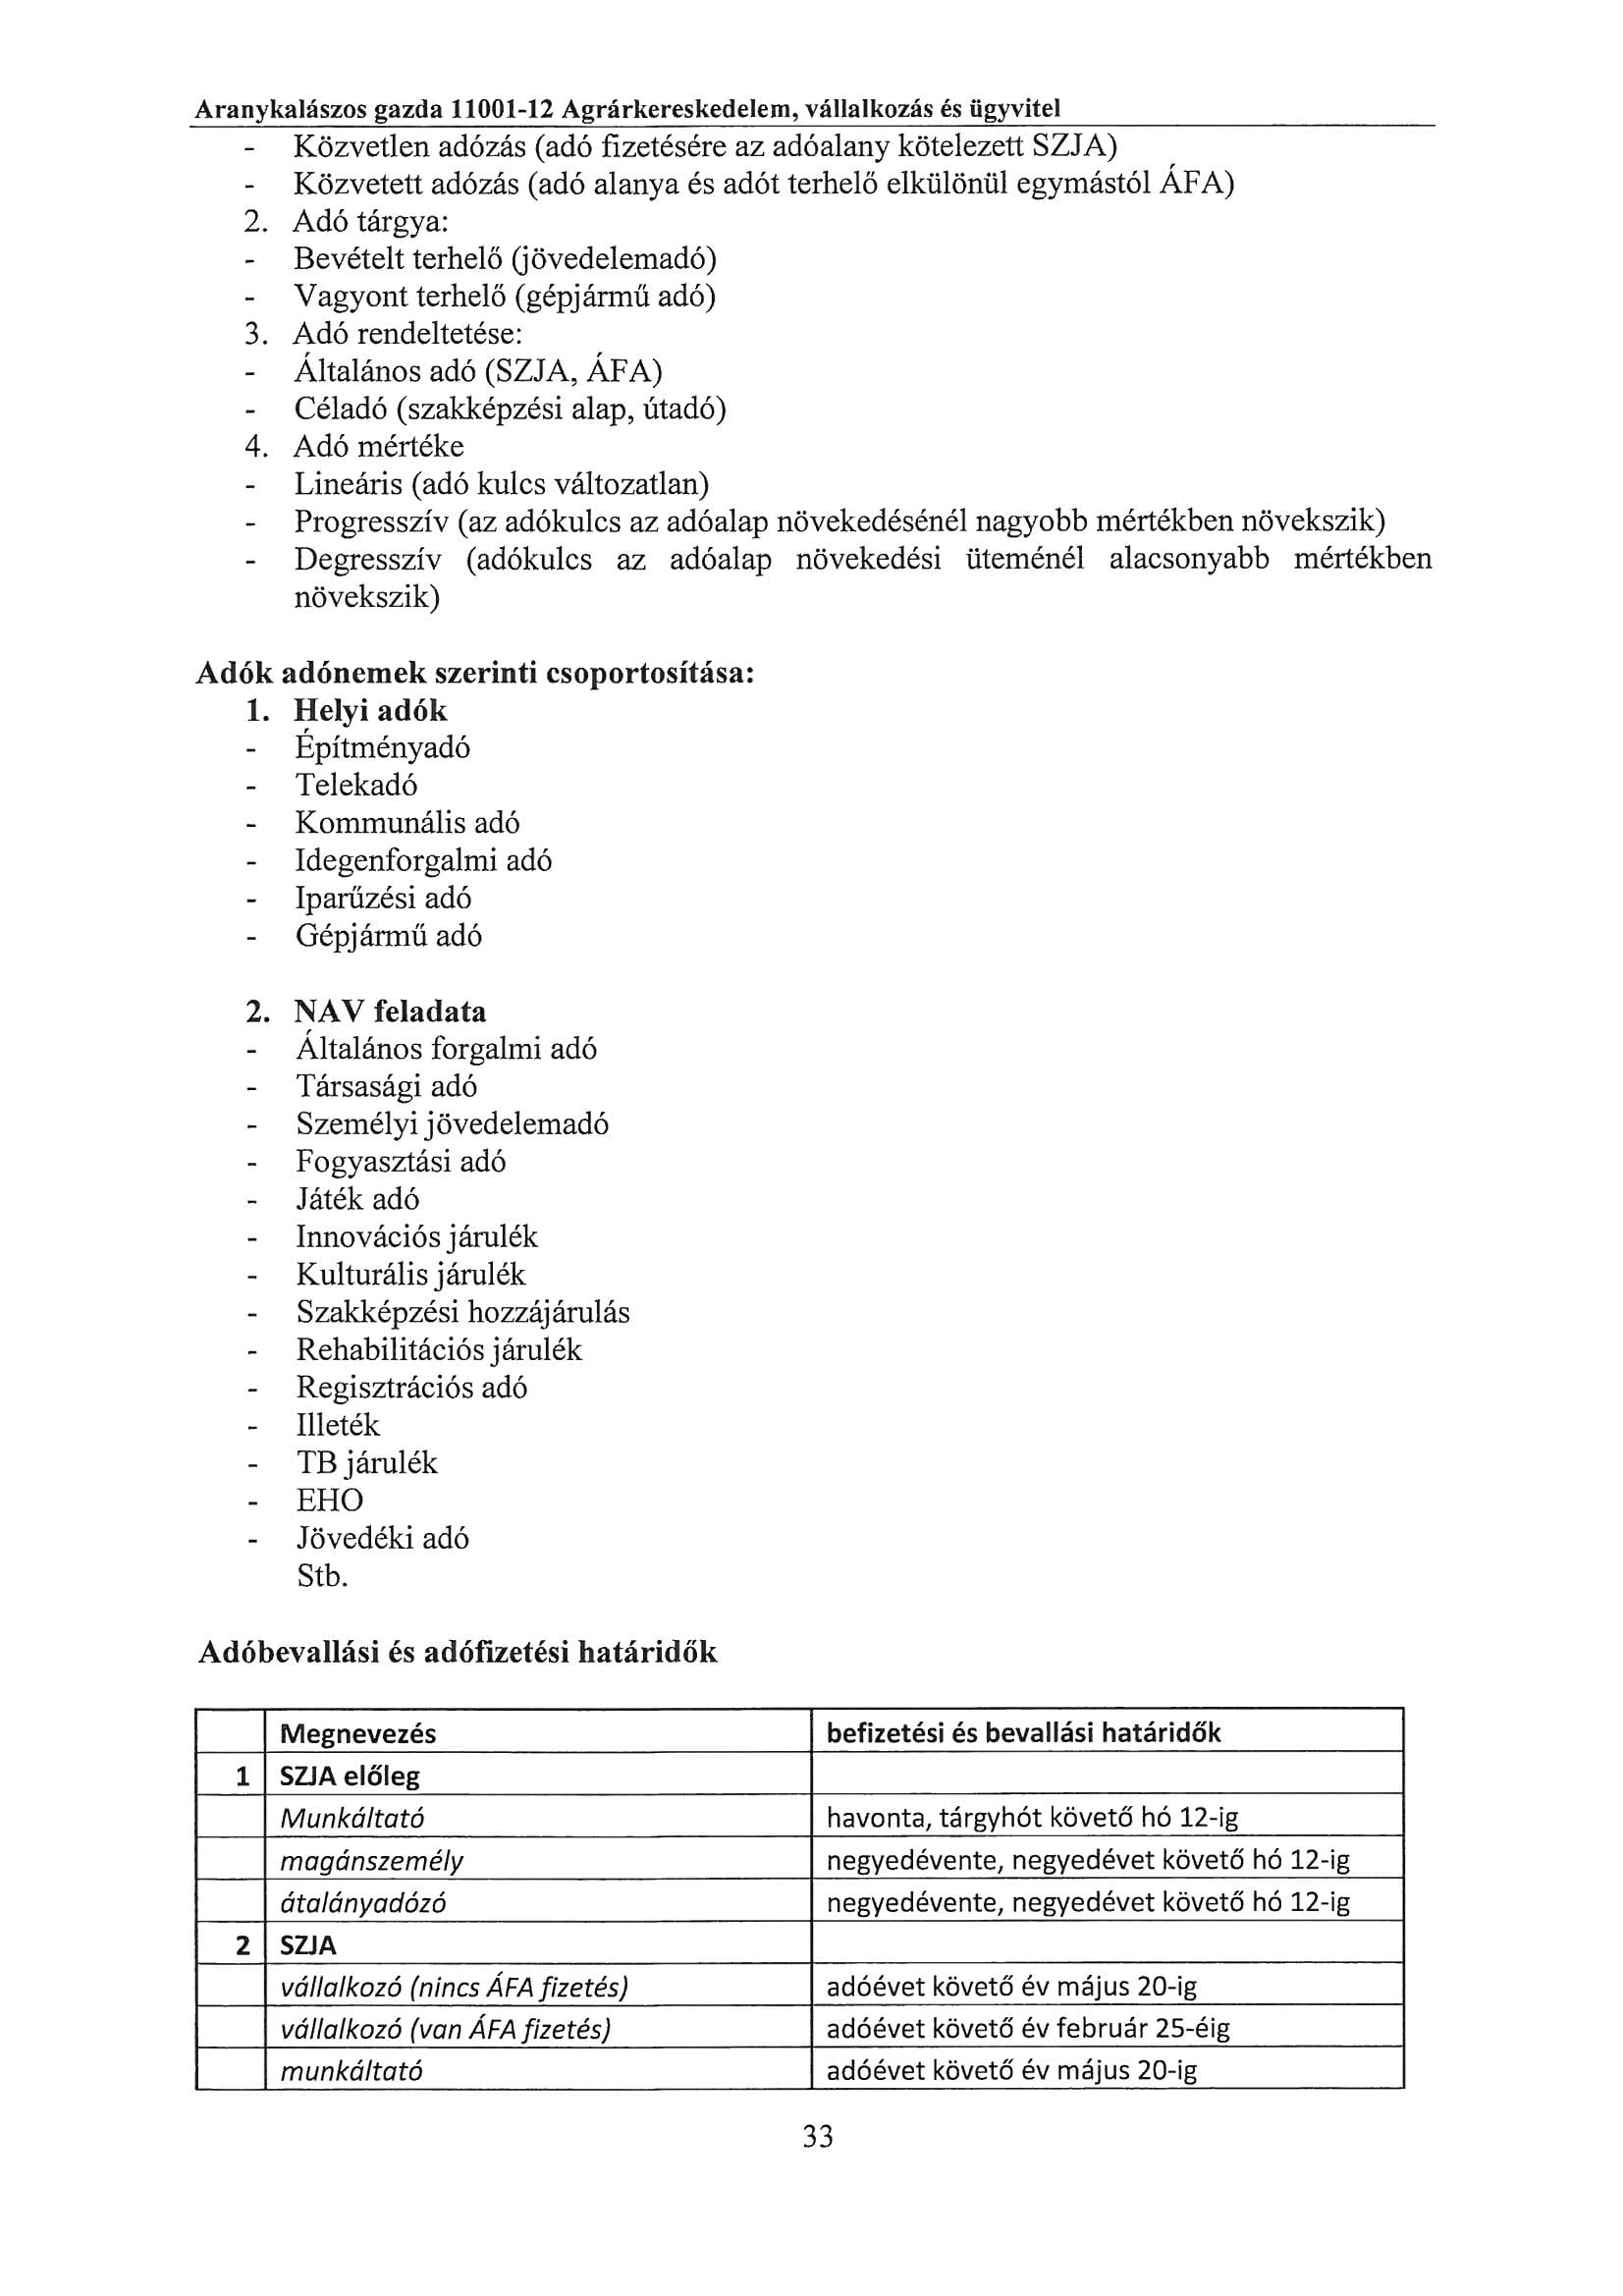 Aranykalászos gazda 11001-12 Agrárkereskedelem, vállalkozás és ügyvitel
- Közvetlen adózás (adó fizetésére az adóalany kötelezett SZJA)
- Közvetett adózás (adó alanya és adót terhelő elkülönül egymástól ÁFA)
2. Adó tárgya:
- Bevételt terhelő (jövedelemadó)
- Vagyont terhelő (gépjármű adó)
3. Adó rendeltetése:
- Általános adó (SZJA, ÁFA)
- Céladó (szakképzési alap, útadó)
4. Adó mértéke
- Lineáris (adó kulcs változatlan)
- Progresszív (az adókulcs az adóalap növekedésénél nagyobb mértékben növekszik)
- Degresszív (adókulcs az adóalap növekedési üteménél alacsonyabb mértékben
növekszik)
Adók adónemek szerinti csoportosítása:
1. Helyi adók
- Építményadó
- Telekadó
- Kommunális adó
- Idegenforgalmi adó
- Iparűzési adó
- Gépjármű adó
2. NAV feladata
- Általános forgalmi adó
- Társasági adó
- Személyi jövedelemadó
- Fogyasztási adó
- Játék adó
- Innovációs járulék
- Kulturális járulék
- Szakképzési hozzájárulás
- Rehabilitációs járulék
- Regisztrációs adó
- Illeték
- TB járulék
- EHO
- Jövedéki adó
Stb.
Adóbevallási és adófizetési határidők
Megnevezés befizetési és bevallási határidők
1 SZJA előleg
Munkáltató havonta, tárgyhót követő hó 12-ig
magánszemély negyedévente, negyedévet követő hó 12-ig
átalányadózó negyedévente, negyedévet követő hó 12-ig
2 SZJA
vállalkozó (nincs ÁFA fizetés) adóévet követő év május 20-ig
vállalkozó (van ÁFA fizetés) adóévet követő év február 25-éig
munkáltató adóévet követő év május 20-ig
33